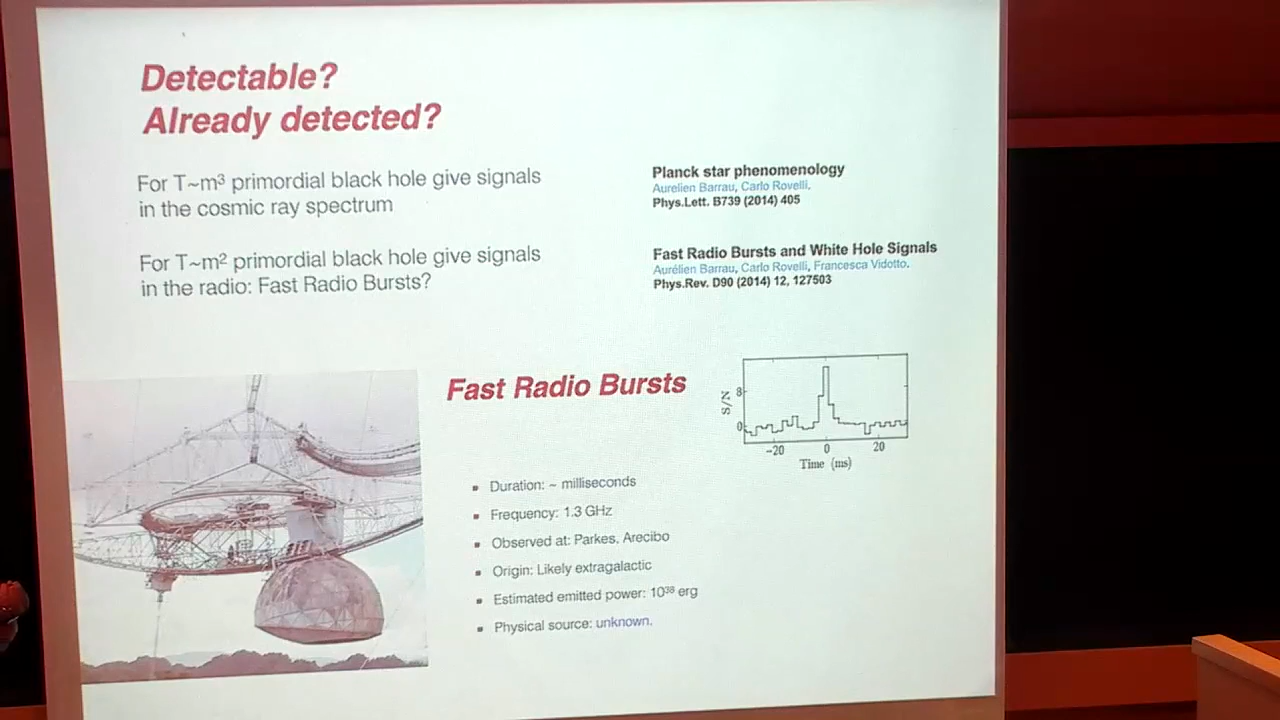 Detectable?
Already detected?
For T~m³ primordial black hole give signals
in the cosmic ray spectrum
Planck star phenomenology
Aurelien Barrau, Carlo Rovelli.
Phys.Lett. B739 (2014) 405
For T~m² primordial black hole give signals
in the radio: Fast Radio Bursts?
Fast Radio Bursts and White Hole Signals
Aurélien Barrau, Carlo Rovelli, Francesca Vidotto.
Phys.Rev. D90 (2014) 12, 127503
Fast Radio Bursts
S/N
8
0
-20 0 20
Time (ms)
Duration: ~ milliseconds
Frequency: 1.3 GHz
Observed at: Parkes, Arecibo
Origin: Likely extragalactic
Estimated emitted power: 10³⁸ erg
Physical source: unknown.